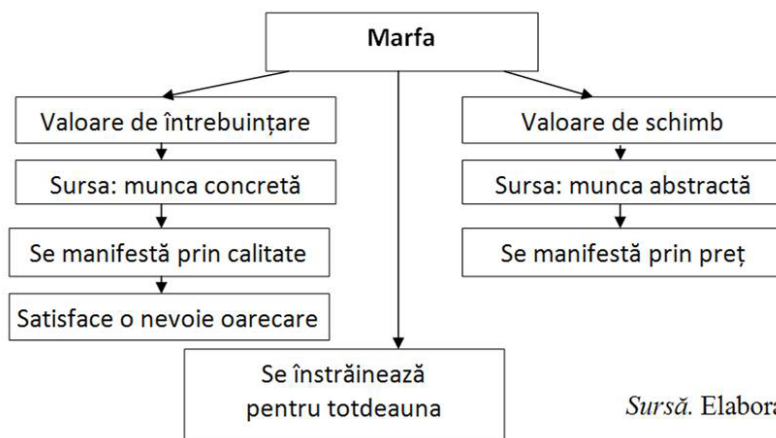 Marfa
Valoare de întrebuințare
Valoare de schimb
Sursa: munca concretă
Sursa: munca abstractă
Se manifestă prin calitate
Se manifestă prin preț
Satisface o nevoie oarecare
Se înstrăinează
pentru totdeauna
Sursă. Elabora